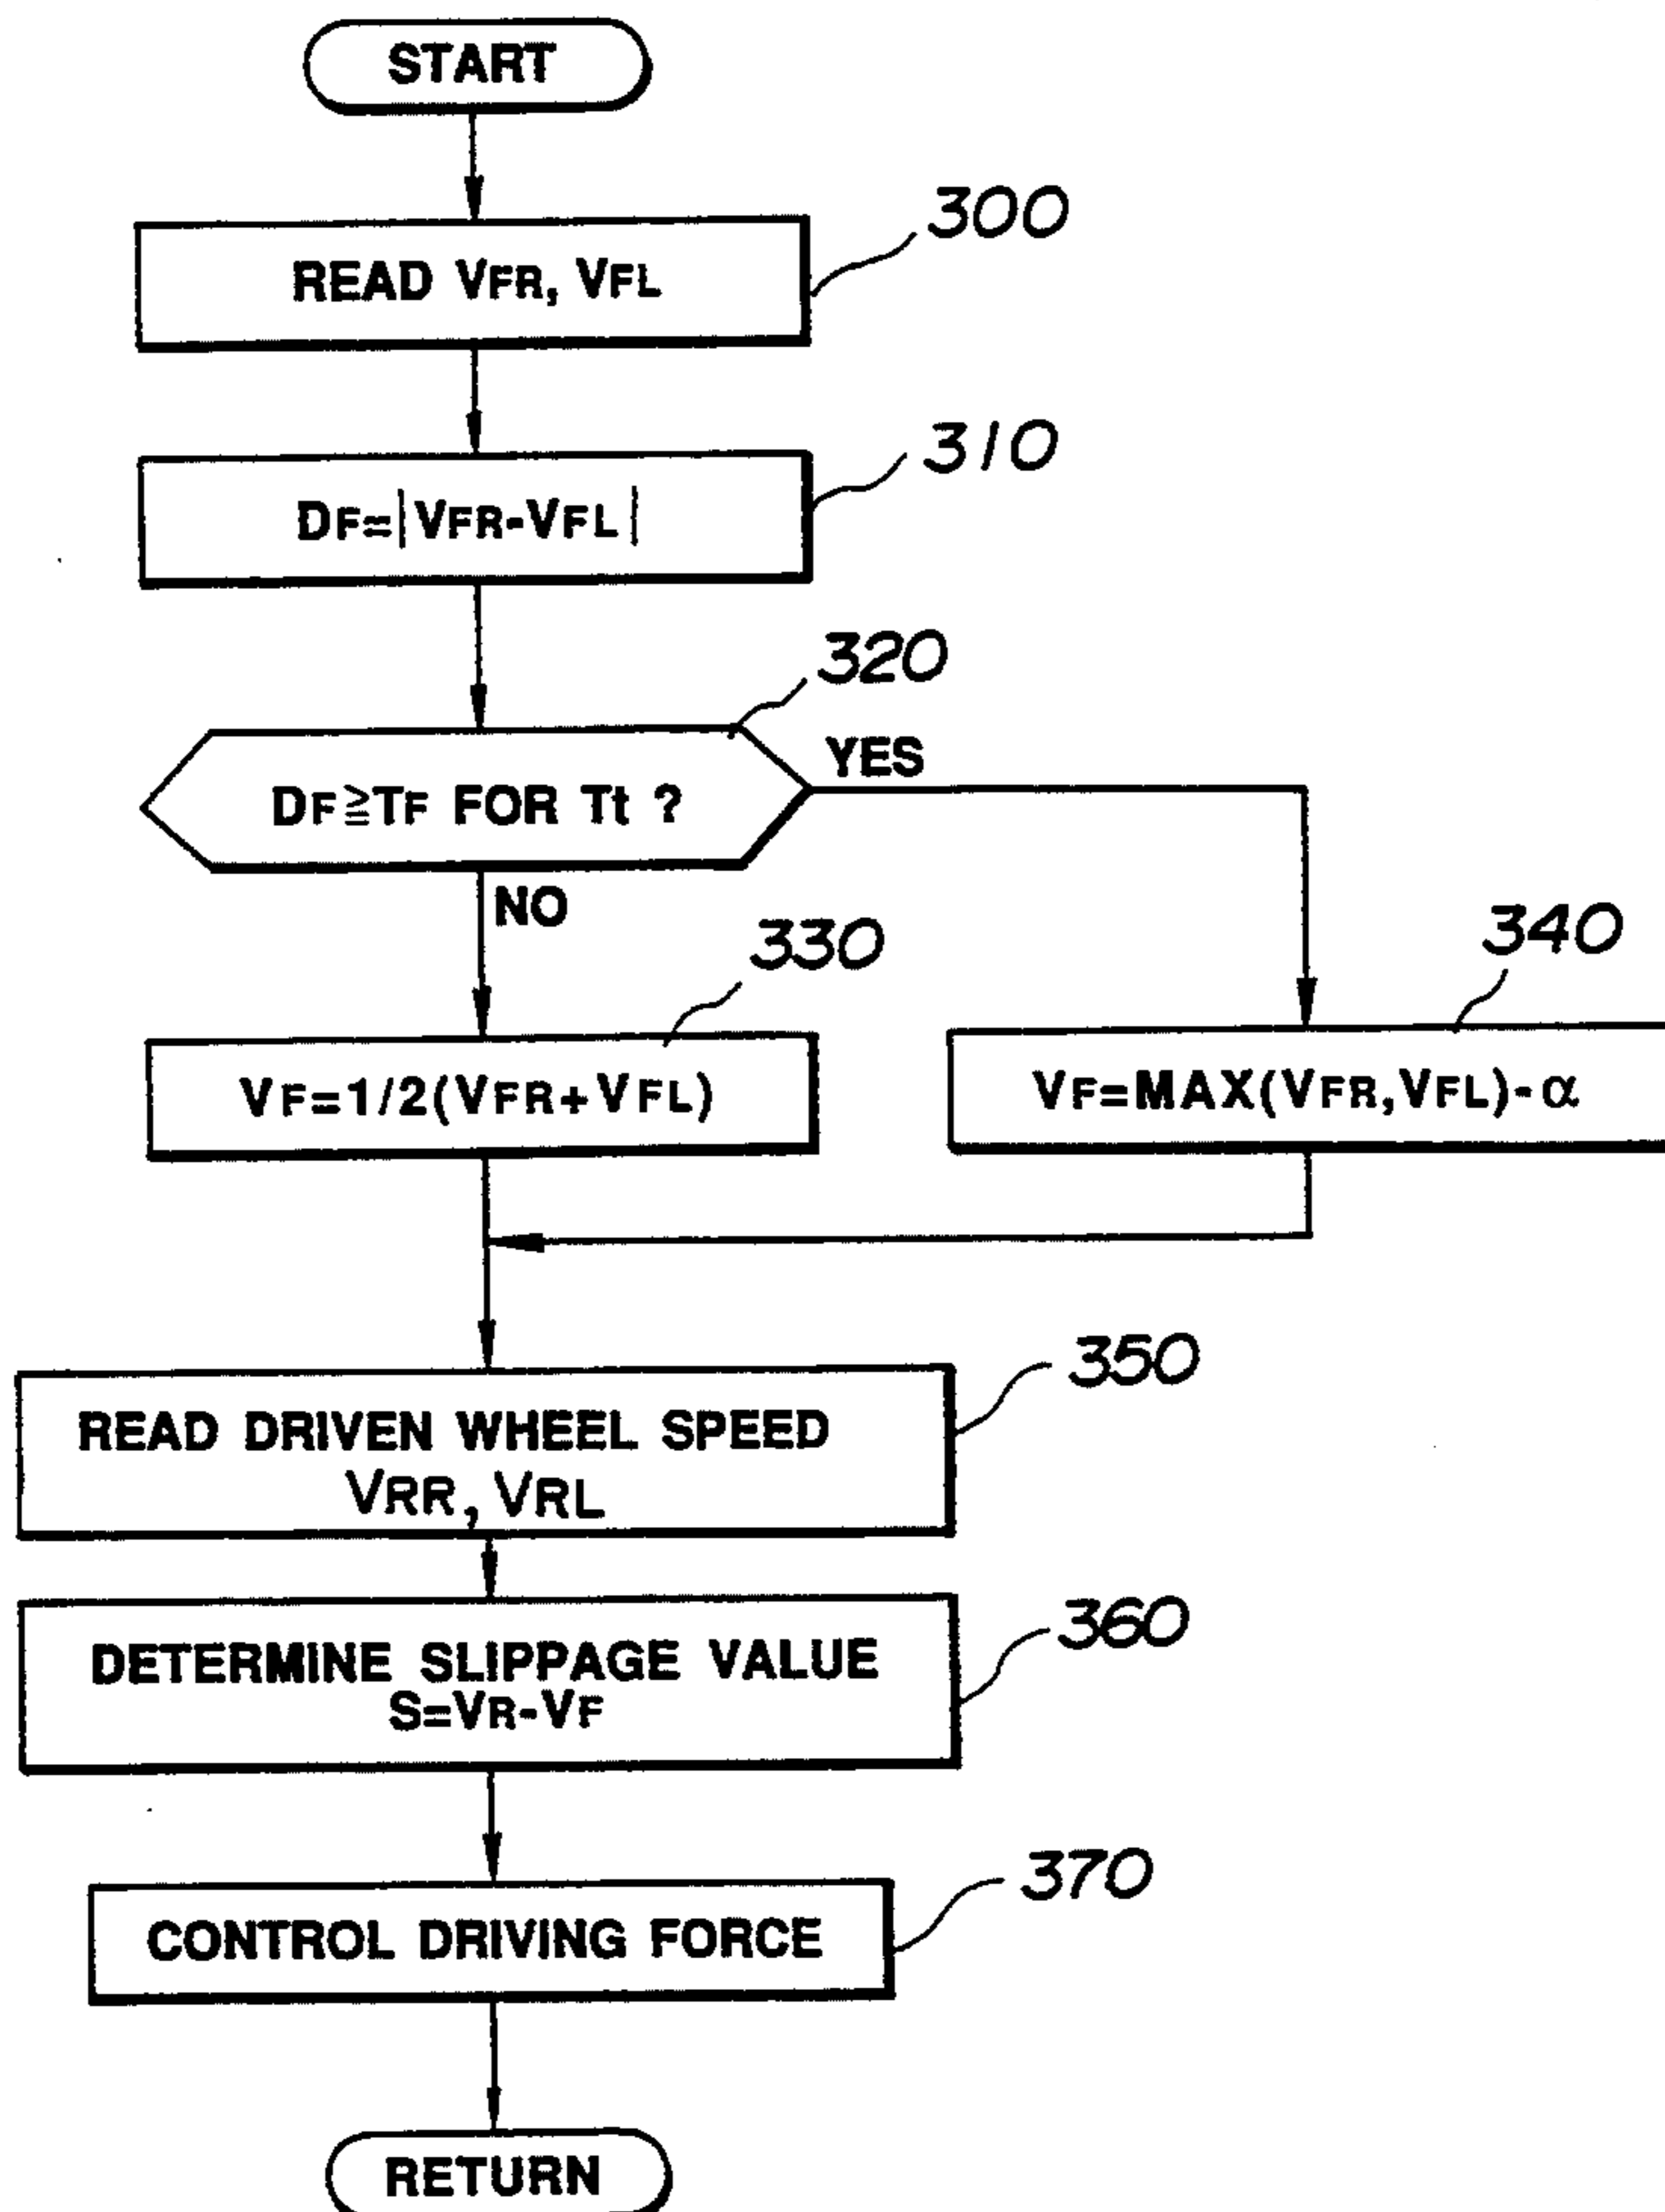 START
300
READ VFR, VFL
310
DF=|VFR-VFL|
320
DF≧TF FOR Tt ?
YES
NO
330
340
VF=1/2(VFR+VFL)
VF=MAX(VFR,VFL)-α
350
READ DRIVEN WHEEL SPEED
VRR, VRL
360
DETERMINE SLIPPAGE VALUE
S=VR-VF
370
CONTROL DRIVING FORCE
RETURN